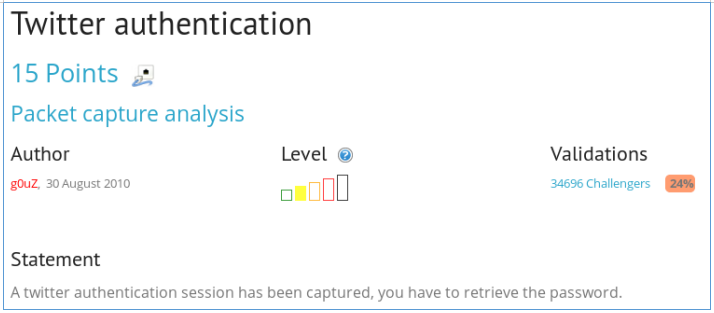 Twitter authentication
15 Points
Packet capture analysis
Author
Level
Validations
g0uZ, 30 August 2010
34696 Challengers 24%
Statement
A twitter authentication session has been captured, you have to retrieve the password.